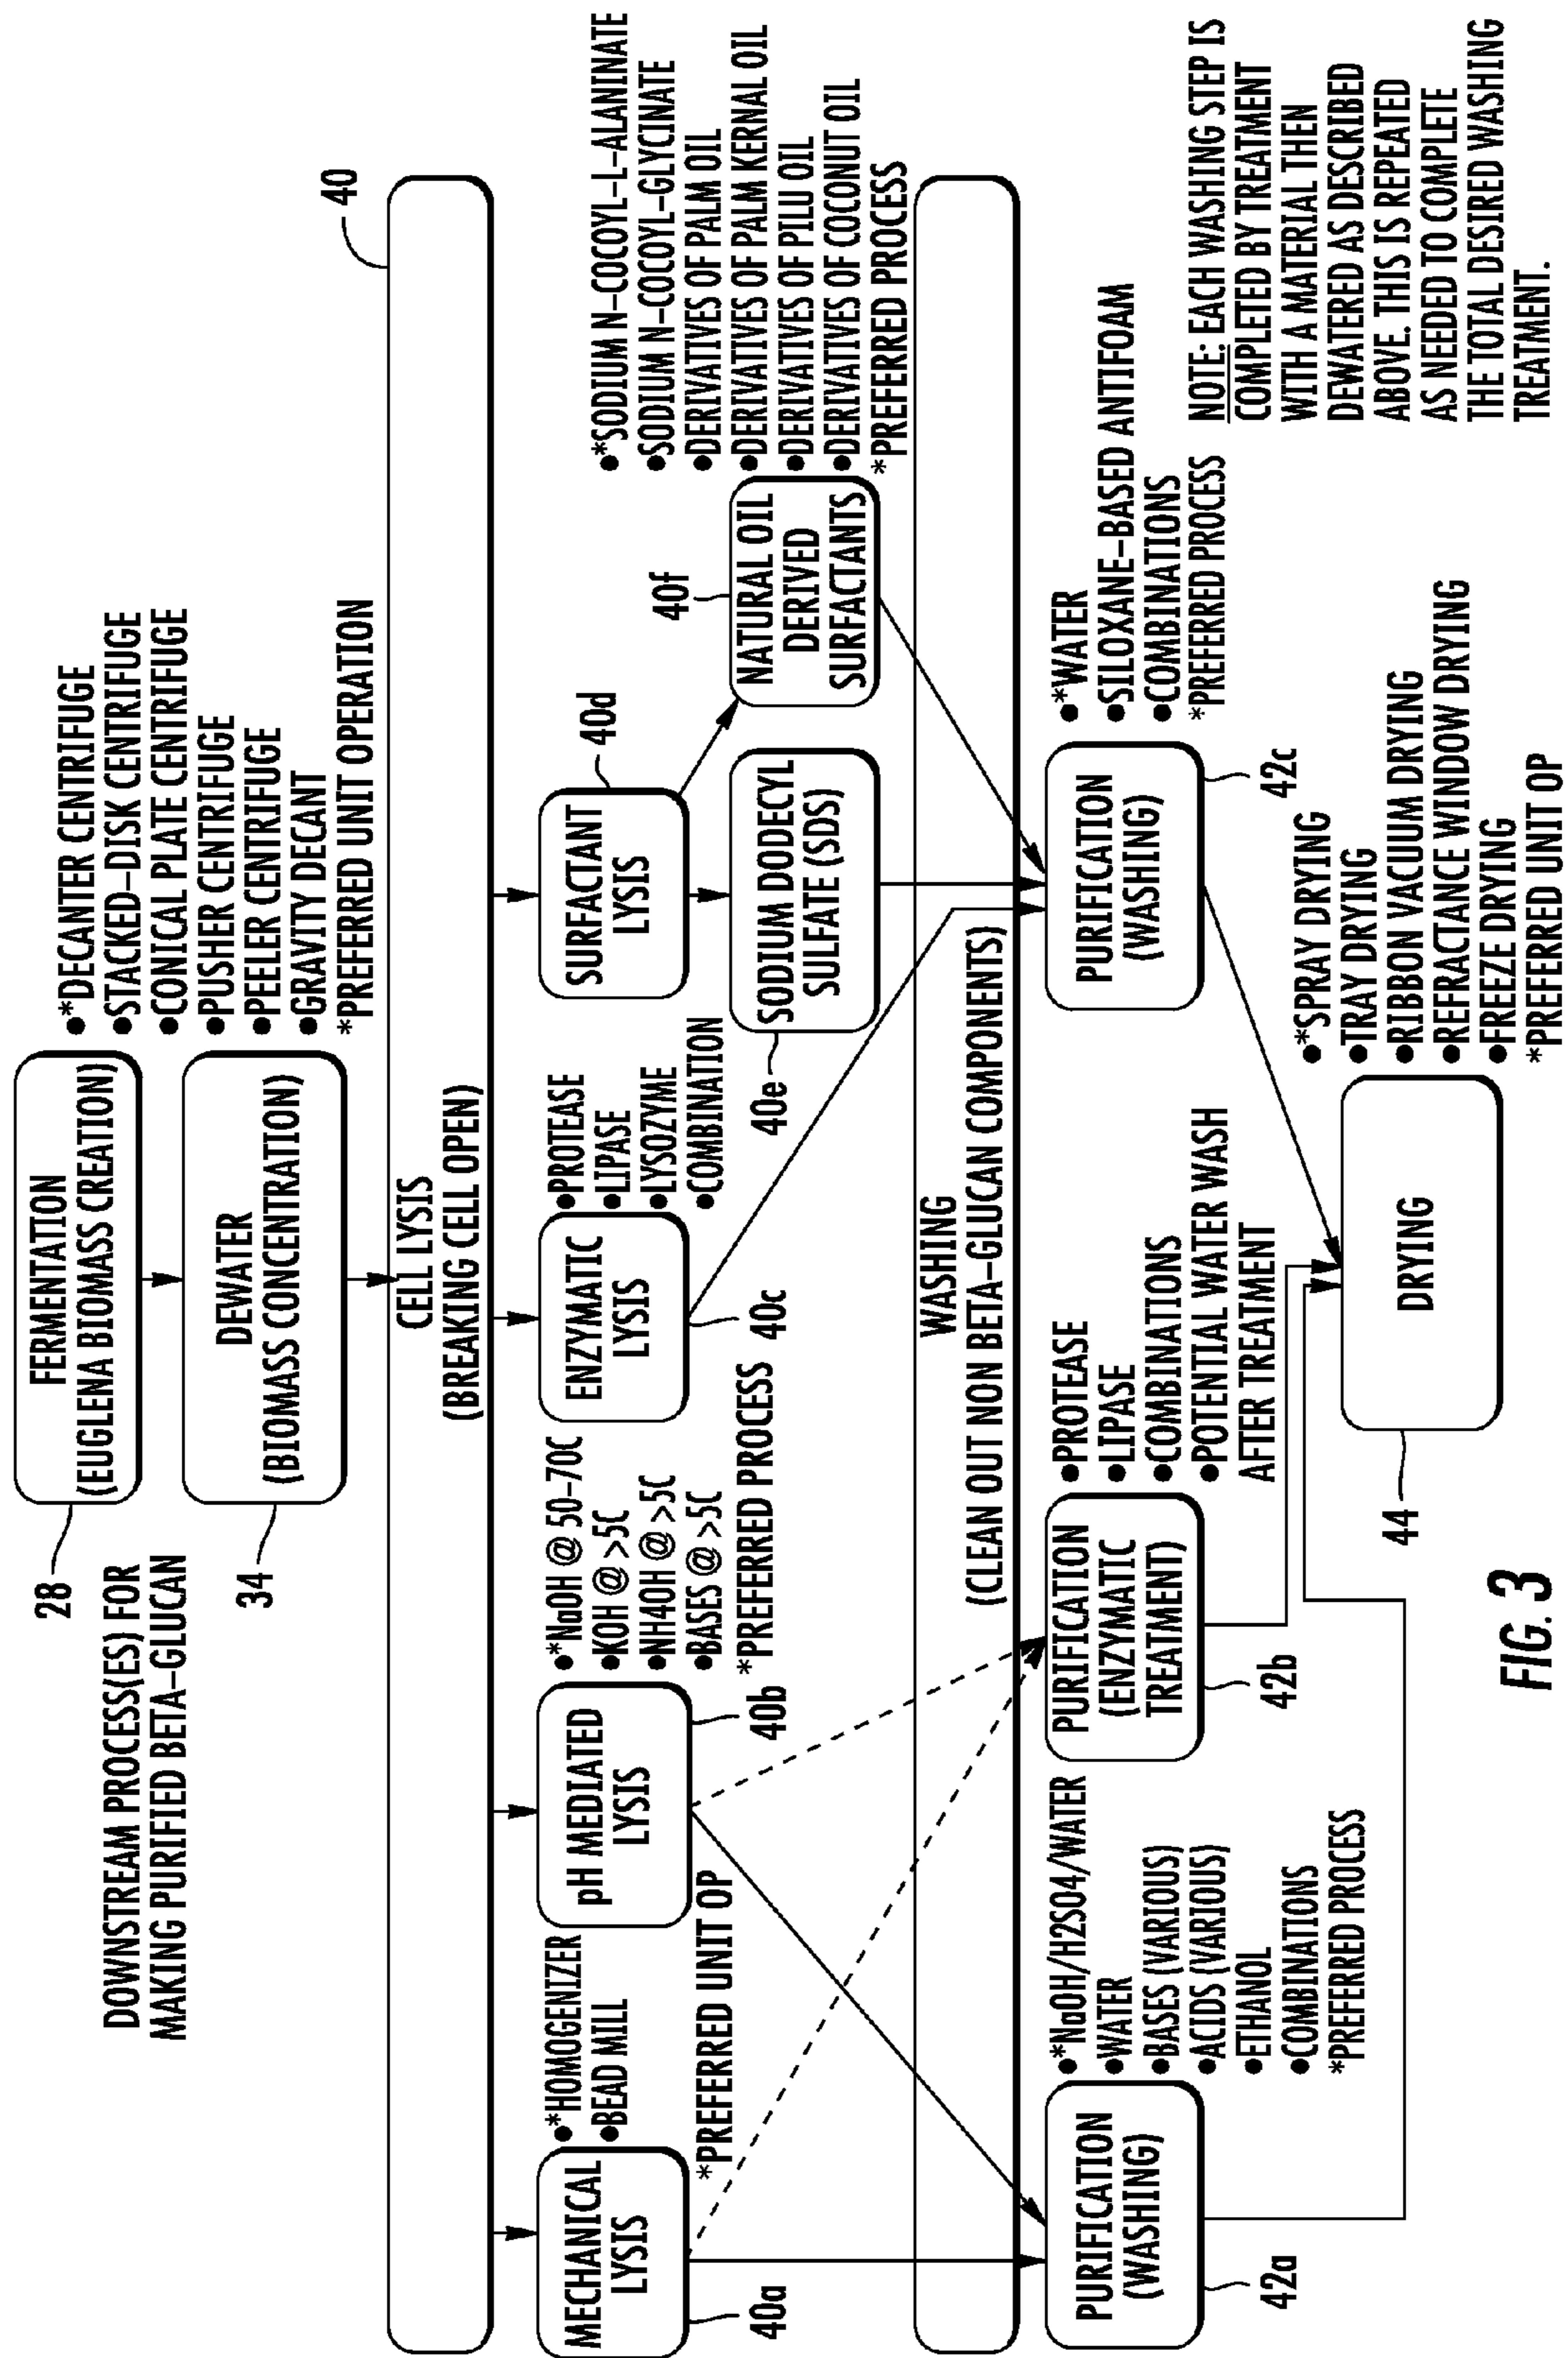 DOWNSTREAM PROCESS(ES) FOR
MAKING PURIFIED BETA-GLUCAN
28
FERMENTATION
(EUGLENA BIOMASS CREATION)
34
DEWATER
(BIOMASS CONCENTRATION)
●*DECANTER CENTRIFUGE
●STACKED-DISK CENTRIFUGE
●CONICAL PLATE CENTRIFUGE
●PUSHER CENTRIFUGE
●PEELER CENTRIFUGE
●GRAVITY DECANT
*PREFERRED UNIT OPERATION
40
CELL LYSIS
(BREAKING CELL OPEN)
MECHANICAL
LYSIS
40a
●*HOMOGENIZER
●BEAD MILL
*PREFERRED UNIT OP
pH MEDIATED
LYSIS
40b
●*NaOH @ 50-70C
●KOH @ >5C
●NH4OH @ >5C
●BASES @ >5C
*PREFERRED PROCESS
ENZYMATIC
LYSIS
40c
●PROTEASE
●LIPASE
●LYSOZYME
●COMBINATION
SURFACTANT
LYSIS
40d
SODIUM DODECYL
SULFATE (SDS)
40e
40f
NATURAL OIL
DERIVED
SURFACTANTS
●*SODIUM N-COCOYL-L-ALANINATE
●SODIUM N-COCOYL-GLYCINATE
●DERIVATIVES OF PALM OIL
●DERIVATIVES OF PALM KERNAL OIL
●DERIVATIVES OF PILU OIL
●DERIVATIVES OF COCONUT OIL
*PREFERRED PROCESS
WASHING
(CLEAN OUT NON BETA-GLUCAN COMPONENTS)
PURIFICATION
(WASHING)
42a
●*NaOH/H2SO4/WATER
●WATER
●BASES (VARIOUS)
●ACIDS (VARIOUS)
●ETHANOL
●COMBINATIONS
*PREFERRED PROCESS
PURIFICATION
(ENZYMATIC
TREATMENT)
42b
●PROTEASE
●LIPASE
●COMBINATIONS
●POTENTIAL WATER WASH
AFTER TREATMENT
PURIFICATION
(WASHING)
42c
●*WATER
●SILOXANE-BASED ANTIFOAM
●COMBINATIONS
*PREFERRED PROCESS
NOTE: EACH WASHING STEP IS
COMPLETED BY TREATMENT
WITH A MATERIAL THEN
DEWATERED AS DESCRIBED
ABOVE. THIS IS REPEATED
AS NEEDED TO COMPLETE
THE TOTAL DESIRED WASHING
TREATMENT.
DRYING
44
●*SPRAY DRYING
●TRAY DRYING
●RIBBON VACUUM DRYING
●REFRACTANCE WINDOW DRYING
●FREEZE DRYING
*PREFERRED UNIT OP
FIG. 3